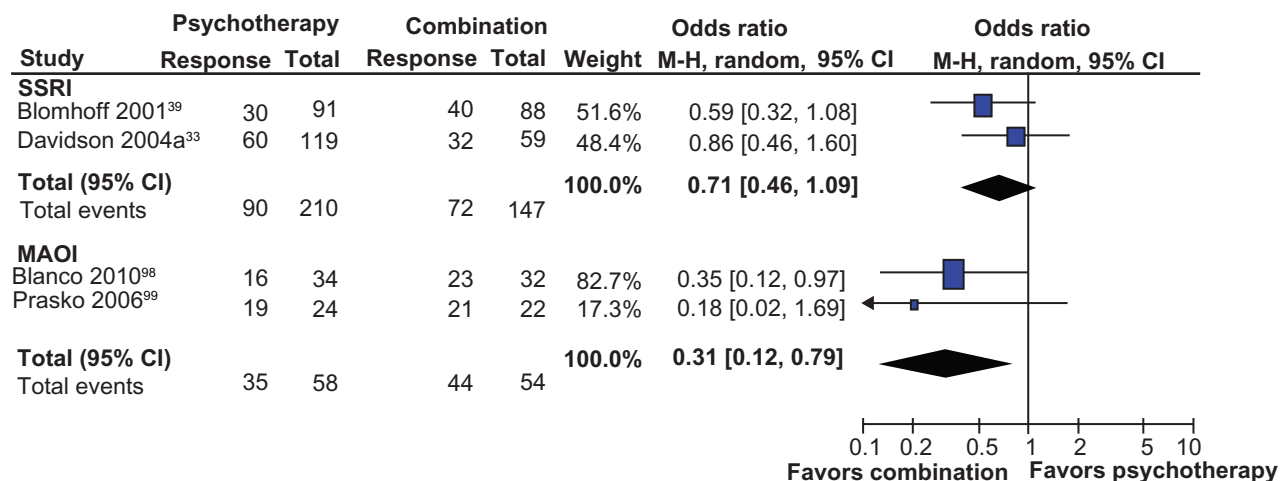 Psychotherapy Combination Odds ratio Odds ratio
Study Response Total Response Total Weight M-H, random, 95% CI M-H, random, 95% CI
SSRI
Blomhoff 2001³⁹ 30 91 40 88 51.6% 0.59 [0.32, 1.08]
Davidson 2004a³³ 60 119 32 59 48.4% 0.86 [0.46, 1.60]
Total (95% CI) 100.0% 0.71 [0.46, 1.09]
Total events 90 210 72 147
MAOI
Blanco 2010⁹⁸ 16 34 23 32 82.7% 0.35 [0.12, 0.97]
Prasko 2006⁹⁹ 19 24 21 22 17.3% 0.18 [0.02, 1.69]
Total (95% CI) 100.0% 0.31 [0.12, 0.79]
Total events 35 58 44 54
0.1 0.2 0.5 1 2 5 10
Favors combination Favors psychotherapy